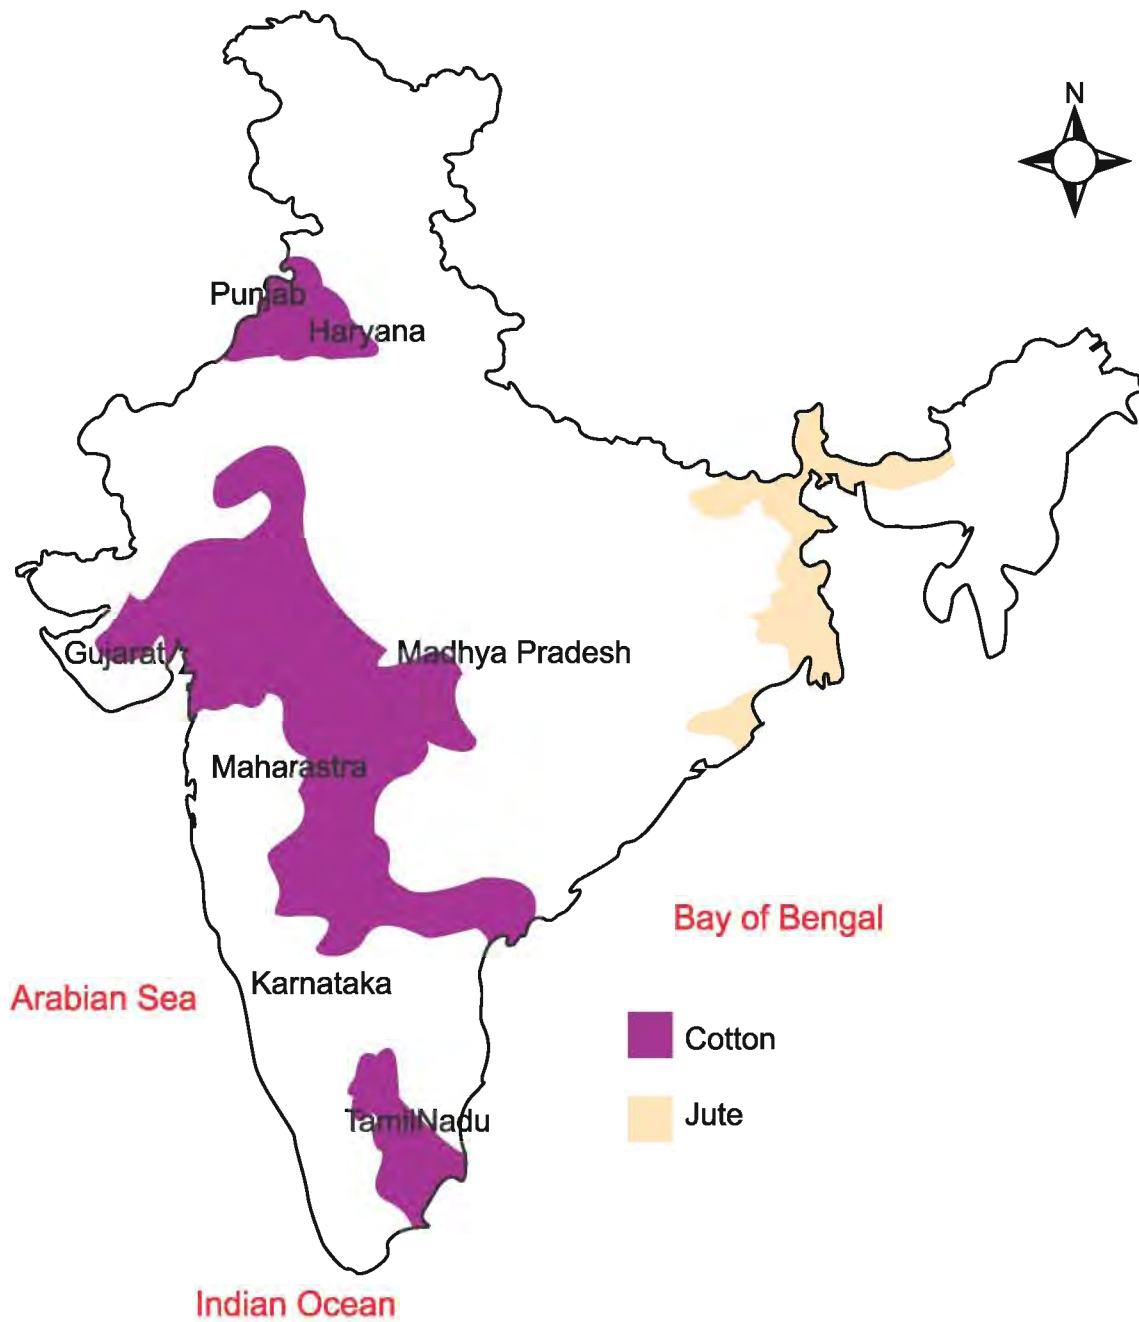 N
Punjab
Haryana
Gujarat
Madhya Pradesh
Maharastra
Bay of Bengal
Karnataka
Arabian Sea
Cotton
Jute
TamilNadu
Indian Ocean